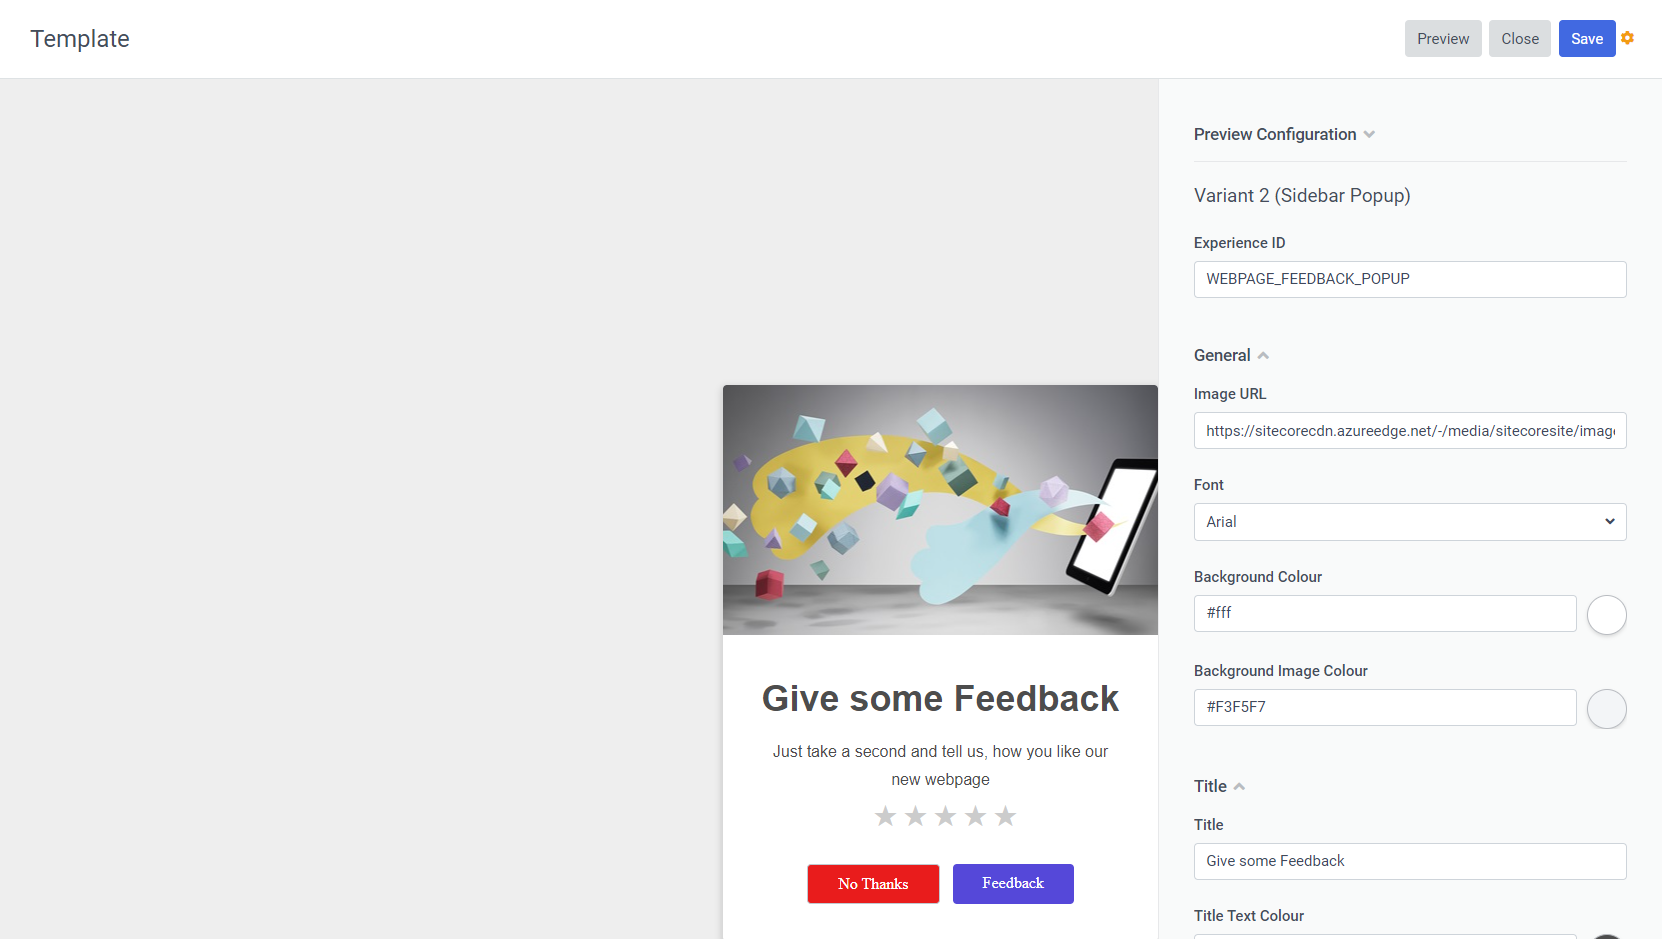 Template
Preview
Close
Save
Preview Configuration
Variant 2 (Sidebar Popup)
Experience ID
WEBPAGE_FEEDBACK_POPUP
General
Image URL
https://sitecorecdn.azureedge.net/-/media/sitecoresite/image
Font
Arial
Background Colour
#fff
Background Image Colour
#F3F5F7
Title
Title
Give some Feedback
Title Text Colour
Give some Feedback
Just take a second and tell us, how you like our
new webpage
No Thanks
Feedback